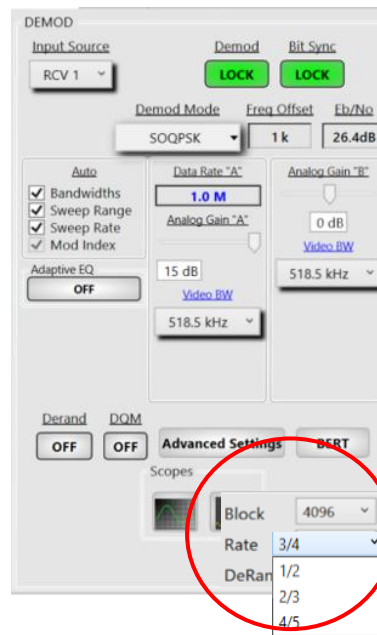 DEMOD
Input Source Demod Bit Sync
RCV 1 LOCK LOCK
Demod Mode Freq Offset Eb/No
SOQPSK 1 k 26.4dB
Auto Data Rate "A" Analog Gain "B"
Bandwidths 1.0 M
Sweep Range Analog Gain "A" 0 dB
Sweep Rate
Mod Index Video BW
Adaptive EQ 15 dB 518.5 kHz
OFF Video BW
518.5 kHz
Derand DQM
OFF OFF Advanced Settings BERT
Scopes
Block 4096
Rate 3/4
DeRan 1/2
2/3
4/5